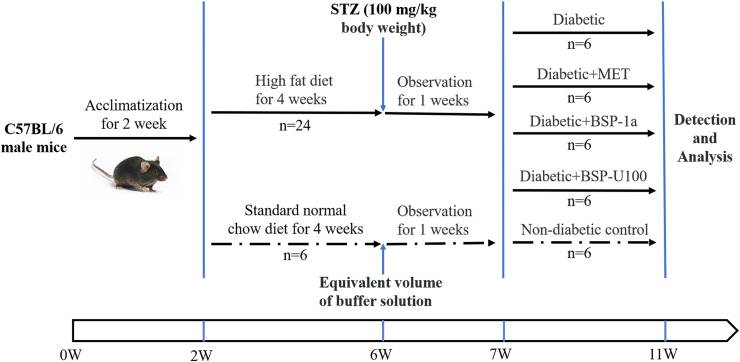 STZ (100 mg/kg
body weight)
C57BL/6
male mice
Acclimatization
for 2 week
High fat diet
for 4 weeks
n=24
Observation
for 1 weeks
Standard normal
chow diet for 4 weeks
n=6
Observation
for 1 weeks
Equivalent volume
of buffer solution
Diabetic
n=6
Diabetic+MET
n=6
Diabetic+BSP-1a
n=6
Diabetic+BSP-U100
n=6
Non-diabetic control
n=6
Detection
and
Analysis
0W 2W 6W 7W 11W